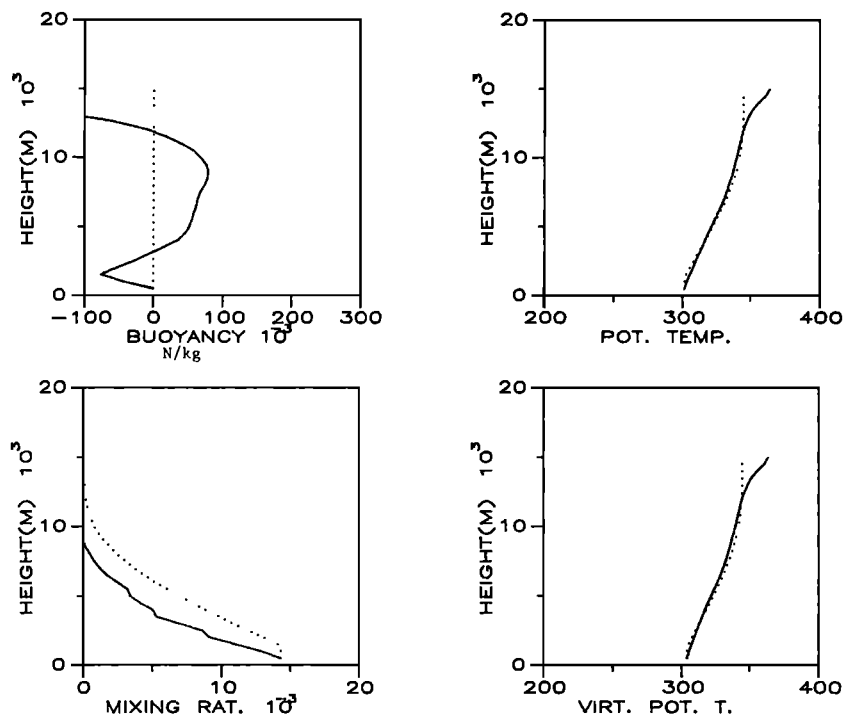 20
10
0
HEIGHT(M) 10³
-100 0 100 200 300
BUOYANCY 10⁻³
N/kg
20
10
0
HEIGHT(M) 10³
200 300 400
POT. TEMP.
20
10
0
HEIGHT(M) 10³
0 10 20
MIXING RAT. 10⁻³
20
10
0
HEIGHT(M) 10³
200 300 400
VIRT. POT. T.